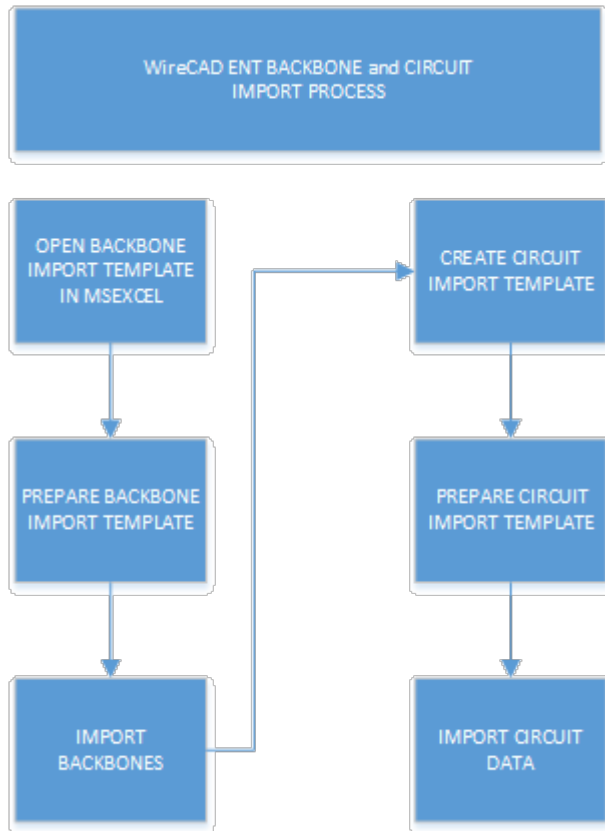 WireCAD ENT BACKBONE and CIRCUIT
IMPORT PROCESS
OPEN BACKBONE
IMPORT TEMPLATE
IN MSEXCEL
PREPARE BACKBONE
IMPORT TEMPLATE
IMPORT
BACKBONES
CREATE CIRCUIT
IMPORT TEMPLATE
PREPARE CIRCUIT
IMPORT TEMPLATE
IMPORT CIRCUIT
DATA